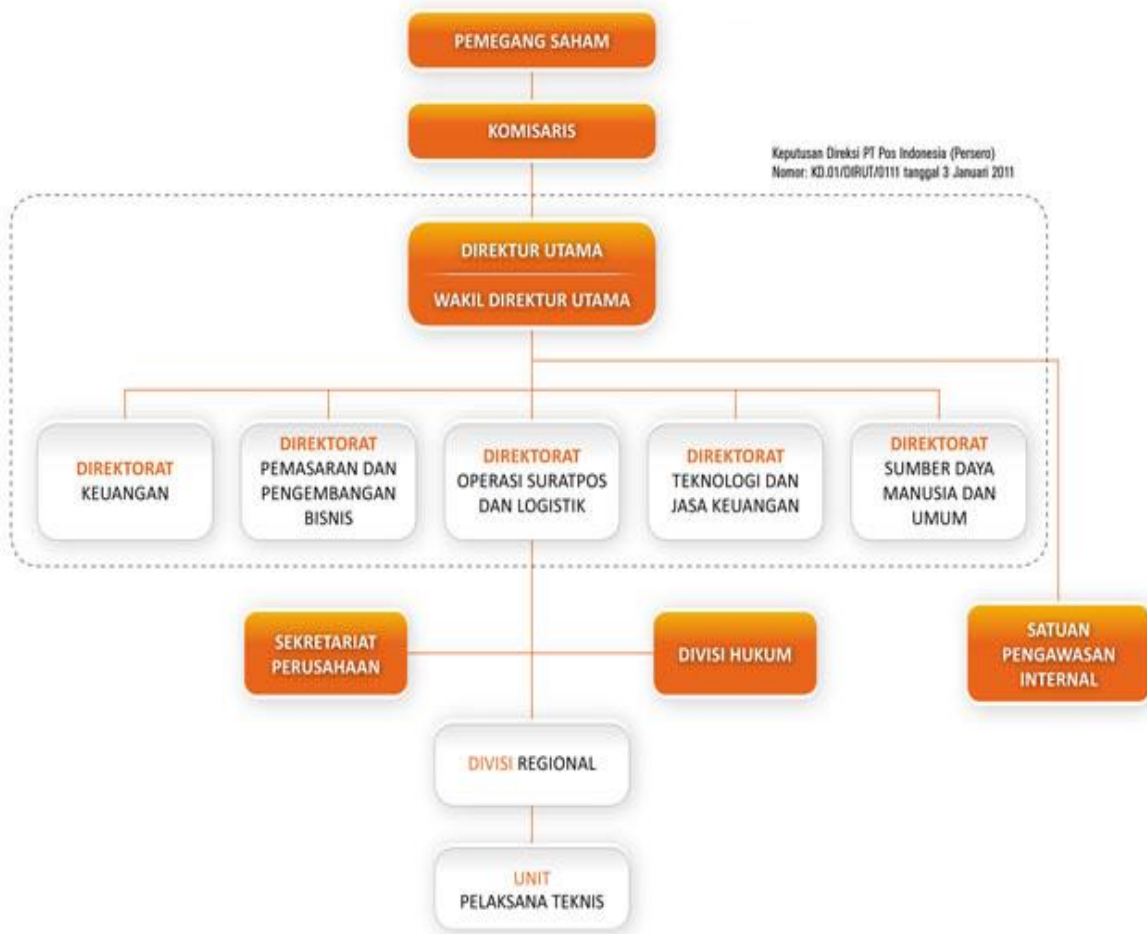 PEMEGANG SAHAM
KOMISARIS
Keputusan Direksi PT Pos Indonesia (Persero)
Nomor: KD.01/DIRUT/0111 tanggal 3 Januari 2011
DIREKTUR UTAMA
WAKIL DIREKTUR UTAMA
DIREKTORAT
KEUANGAN
DIREKTORAT
PEMASARAN DAN
PENGEMBANGAN
BISNIS
DIREKTORAT
OPERASI SURATPOS
DAN LOGISTIK
DIREKTORAT
TEKNOLOGI DAN
JASA KEUANGAN
DIREKTORAT
SUMBER DAYA
MANUSIA DAN
UMUM
SEKRETARIAT
PERUSAHAAN
DIVISI HUKUM
SATUAN
PENGAWASAN
INTERNAL
DIVISI REGIONAL
UNIT
PELAKSANA TEKNIS